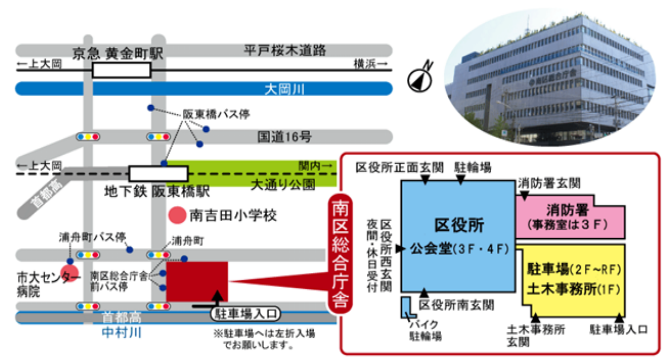 京急 黄金町駅
平戸桜木道路
←上大岡
横浜→
大岡川
N
阪東橋バス停
国道16号
←上大岡
関内→
大通り公園
首都高
地下鉄 阪東橋駅
南吉田小学校
浦舟町バス停
浦舟町
市大センター
病院
南区総合庁舎
前バス停
駐車場入口
首都高
中村川
※駐車場へは左折入場
でお願いします。
南区総合庁舎
南区総合庁舎
区役所正面玄関
駐輪場
消防署玄関
区役所
公会堂(3F・4F)
消防署
(事務室は3F)
区役所西玄関
夜間・休日受付
駐車場(2F~RF)
土木事務所(1F)
区役所南玄関
バイク
駐輪場
土木事務所
玄関
駐車場入口